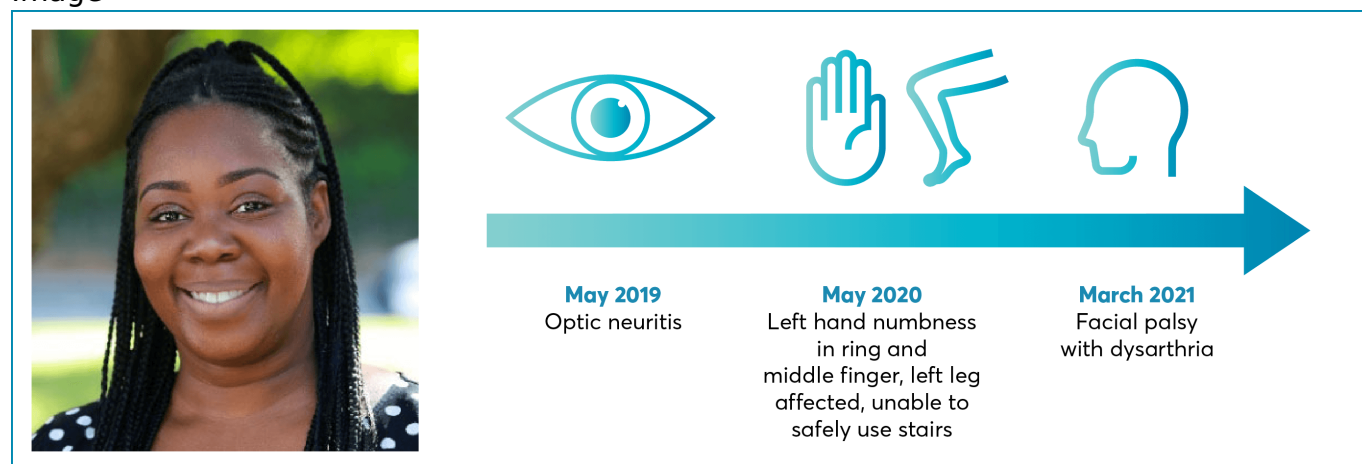 Image
May 2019
Optic neuritis
May 2020
Left hand numbness
in ring and
middle finger, left leg
affected, unable to
safely use stairs
March 2021
Facial palsy
with dysarthria